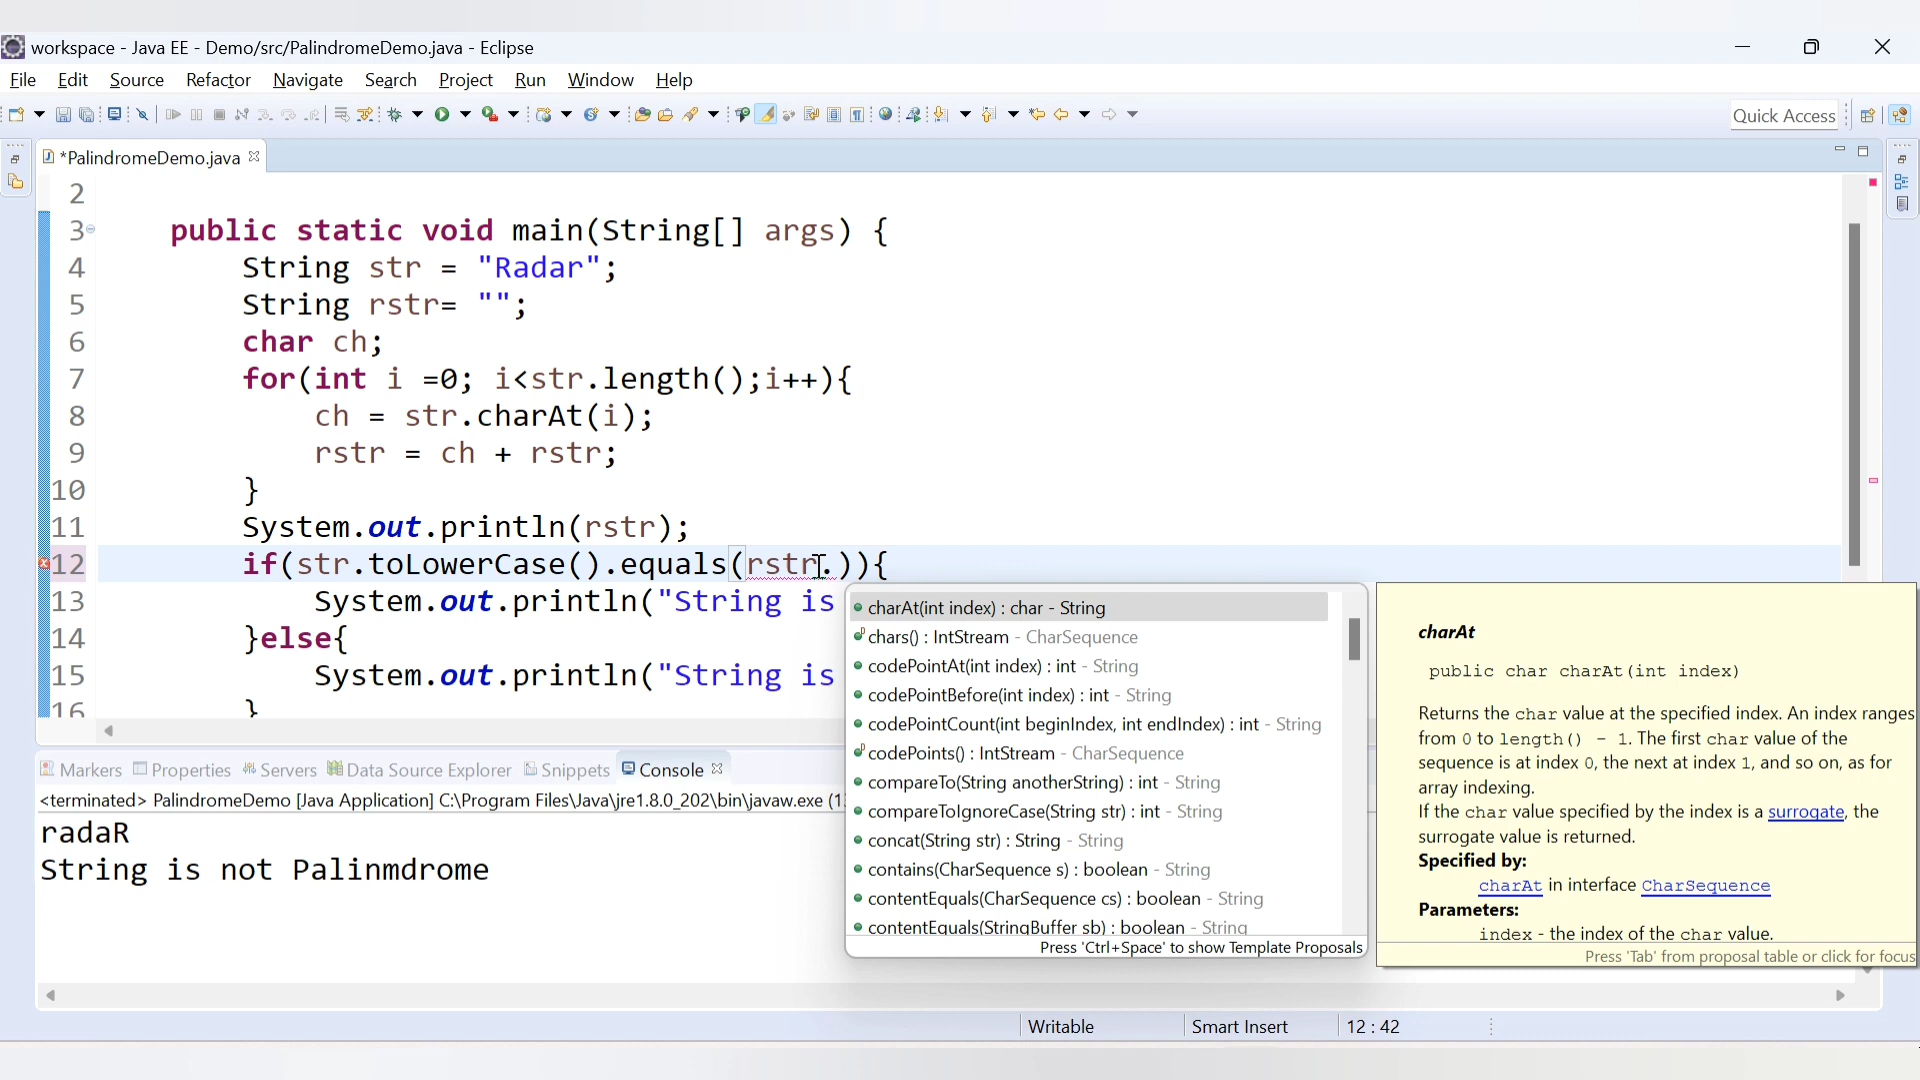 workspace - Java EE - Demo/src/PalindromeDemo.java - Eclipse
File Edit Source Refactor Navigate Search Project Run Window Help
Quick Access
*PalindromeDemo.java
2
3 public static void main(String[] args) {
4 String str = "Radar";
5 String rstr= "";
6 char ch;
7 for(int i =0; i<str.length();i++){
8 ch = str.charAt(i);
9 rstr = ch + rstr;
10 }
11 System.out.println(rstr);
12 if(str.toLowerCase().equals(rstr.)){
13 System.out.println("String is
14 }else{
15 System.out.println("String is
16 }
charAt(int index) : char - String
chars() : IntStream - CharSequence
codePointAt(int index) : int - String
codePointBefore(int index) : int - String
codePointCount(int beginIndex, int endIndex) : int - String
codePoints() : IntStream - CharSequence
compareTo(String anotherString) : int - String
compareToIgnoreCase(String str) : int - String
concat(String str) : String - String
contains(CharSequence s) : boolean - String
contentEquals(CharSequence cs) : boolean - String
contentEquals(StringBuffer sb) : boolean - String
Press 'Ctrl+Space' to show Template Proposals
charAt
public char charAt(int index)
Returns the char value at the specified index. An index ranges
from 0 to length() - 1. The first char value of the
sequence is at index 0, the next at index 1, and so on, as for
array indexing.
If the char value specified by the index is a surrogate, the
surrogate value is returned.
Specified by:
charAt in interface CharSequence
Parameters:
index - the index of the char value.
Press 'Tab' from proposal table or click for focus
Markers Properties Servers Data Source Explorer Snippets Console
<terminated> PalindromeDemo [Java Application] C:\Program Files\Java\jre1.8.0_202\bin\javaw.exe (1
radaR
String is not Palinmdrome
Writable Smart Insert 12 : 42